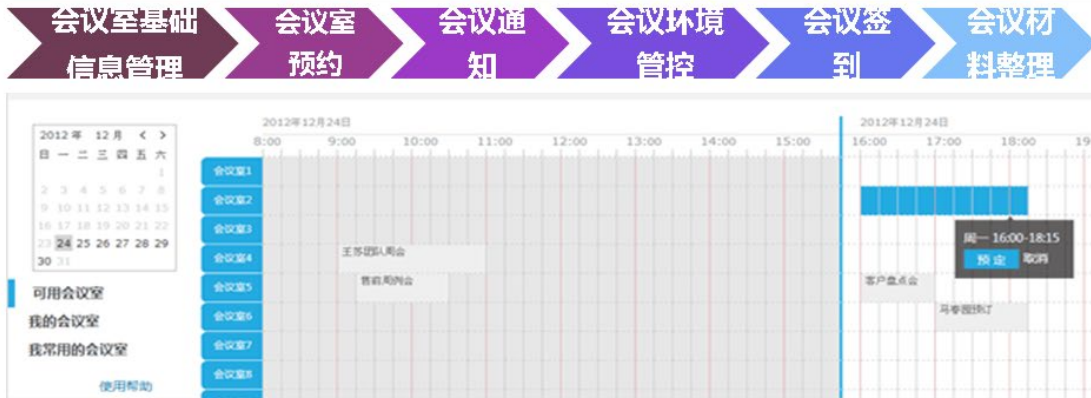 会议室基础
信息管理
会议室
预约
会议通
知
会议环境
管控
会议签
到
会议材
料整理
2012年 12月 < >
日 一 二 三 四 五 六
1
2 3 4 5 6 7 8
9 10 11 12 13 14 15
16 17 18 19 20 21 22
23 24 25 26 27 28 29
30 31
可用会议室
我的会议室
我常用的会议室
使用帮助
2012年12月24日
2012年12月24日
8:00 9:00 10:00 11:00 12:00 13:00 14:00 15:00 16:00 17:00 18:00 19
会议室1
会议室2
会议室3
周一 16:00-18:15
预定 取消
会议室4
王苏团队周会
会议室5
售前周例会
客户盘点会
会议室6
马春园预订
会议室7
会议室8